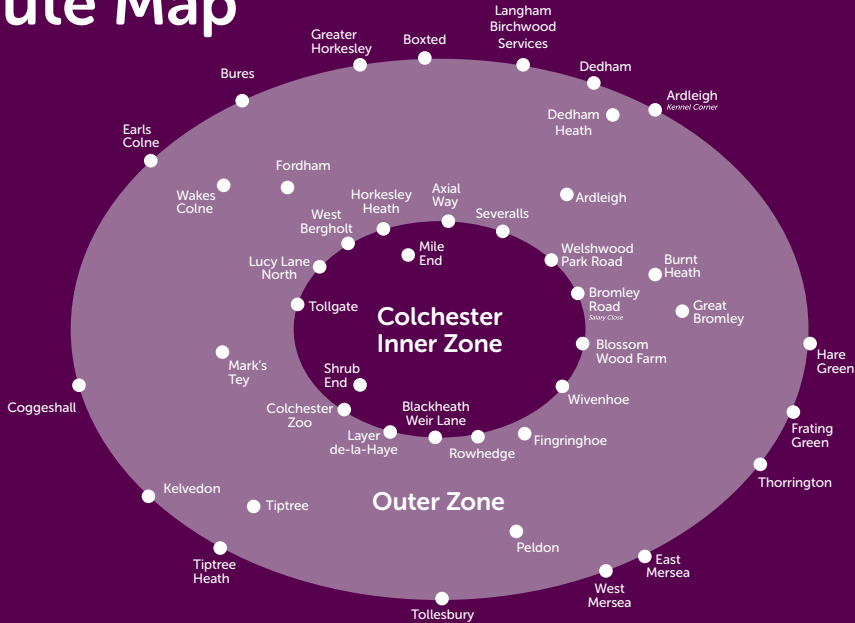 ute Map
Langham
Birchwood
Services
Greater
Horkesley
Boxted
Dedham
Bures
Ardleigh
Kennel Corner
Dedham
Heath
Earls
Colne
Fordham
Wakes
Colne
Horkesley
Heath
Axial
Way
Ardleigh
West
Bergholt
Severalls
Mile
End
Welshwood
Park Road
Burnt
Heath
Lucy Lane
North
Tollgate
Bromley
Road
Salary Close
Great
Bromley
Colchester
Inner Zone
Blossom
Wood Farm
Hare
Green
Mark's
Tey
Shrub
End
Wivenhoe
Coggeshall
Colchester
Zoo
Blackheath
Weir Lane
Frating
Green
Layer
de-la-Haye
Rowhedge
Fingringhoe
Thorrington
Kelvedon
Outer Zone
Tiptree
Peldon
Tiptree
Heath
East
Mersea
West
Mersea
Tollesbury